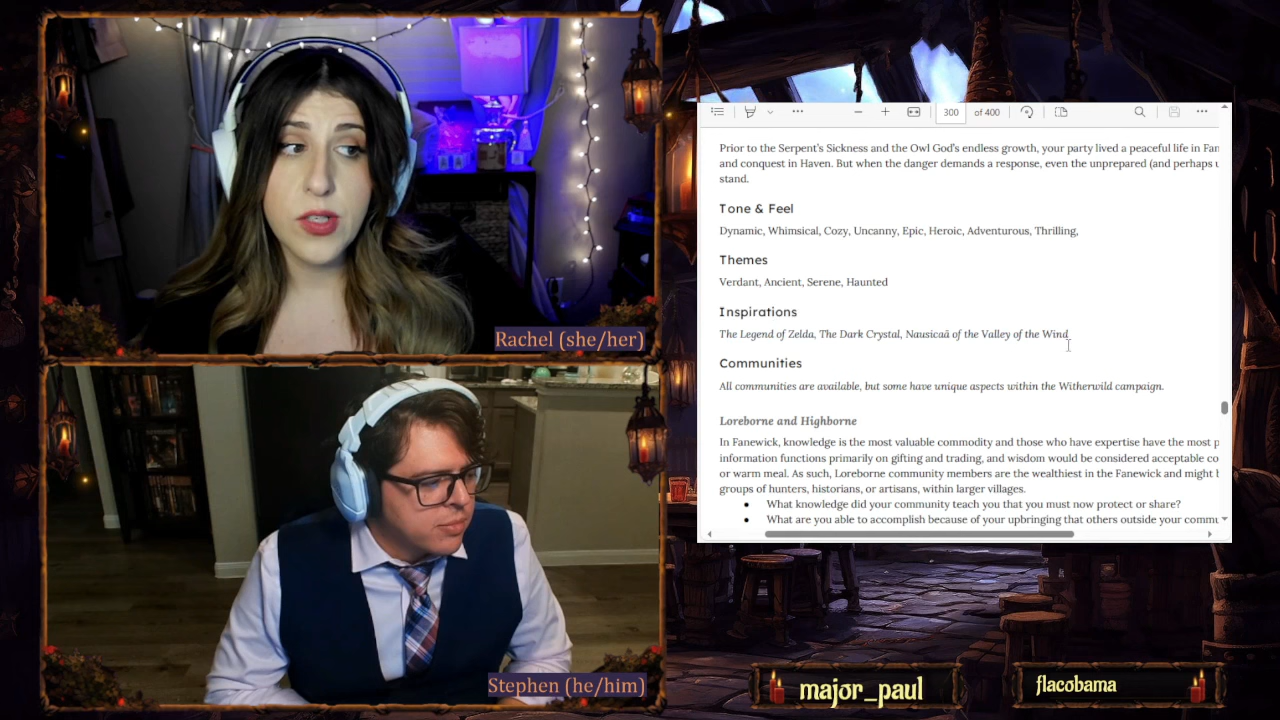 Rachel (she/her)
Stephen (he/him)
300 of 400
Prior to the Serpent's Sickness and the Owl God's endless growth, your party lived a peaceful life in Fan
and conquest in Haven. But when the danger demands a response, even the unprepared (and perhaps u
stand.
Tone & Feel
Dynamic, Whimsical, Cozy, Uncanny, Epic, Heroic, Adventurous, Thrilling,
Themes
Verdant, Ancient, Serene, Haunted
Inspirations
The Legend of Zelda, The Dark Crystal, Nausicaä of the Valley of the Wind
Communities
All communities are available, but some have unique aspects within the Witherwild campaign.
Loreborne and Highborne
In Fanewick, knowledge is the most valuable commodity and those who have expertise have the most p
information functions primarily on gifting and trading, and wisdom would be considered acceptable co
or warm meal. As such, Loreborne community members are the wealthiest in the Fanewick and might b
groups of hunters, historians, or artisans, within larger villages.
• What knowledge did your community teach you that you must now protect or share?
• What are you able to accomplish because of your upbringing that others outside your commu
major_paul
flacobama